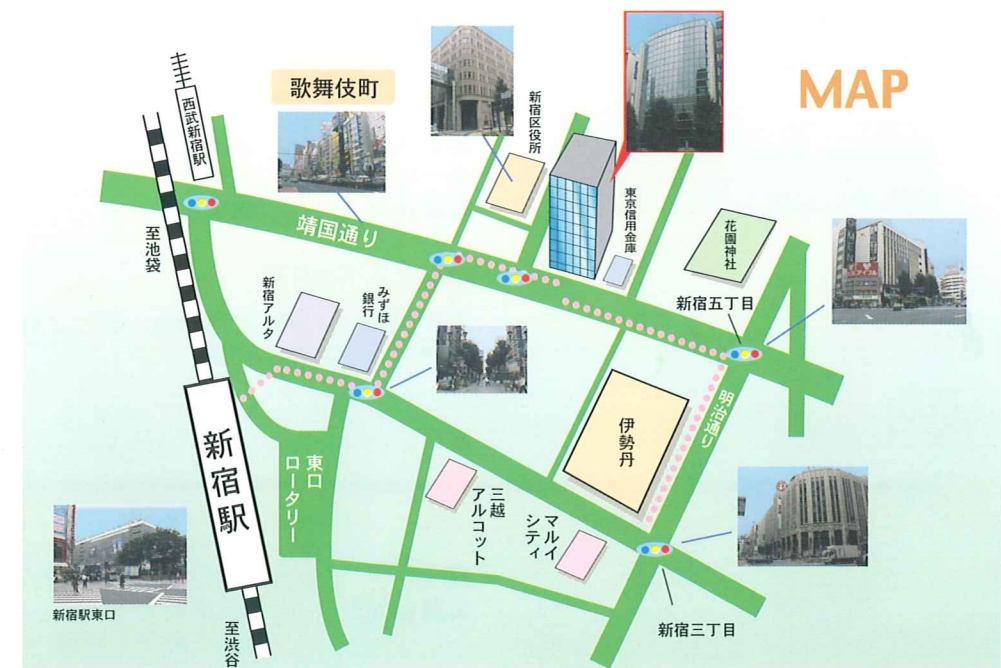 MAP
西武新宿駅
歌舞伎町
新宿区役所
東京信用金庫
花園神社
至池袋
靖国通り
新宿五丁目
新宿アルタ
みずほ
銀行
明治通り
伊勢丹
新宿駅
東口
ロータリー
三越
アルコット
マルイ
シティ
新宿駅東口
至渋谷
新宿三丁目